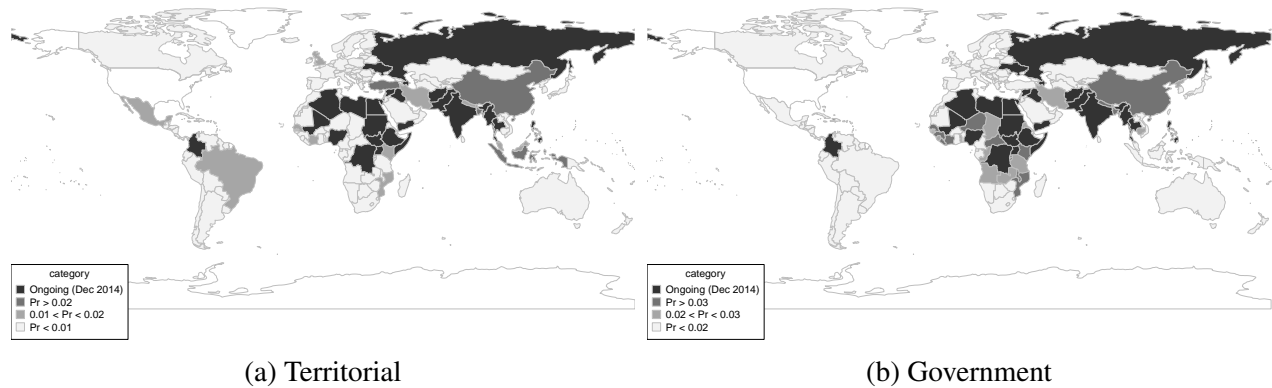 category
Ongoing (Dec 2014)
Pr > 0.02
0.01 < Pr < 0.02
Pr < 0.01
(a) Territorial
category
Ongoing (Dec 2014)
Pr > 0.03
0.02 < Pr < 0.03
Pr < 0.02
(b) Government